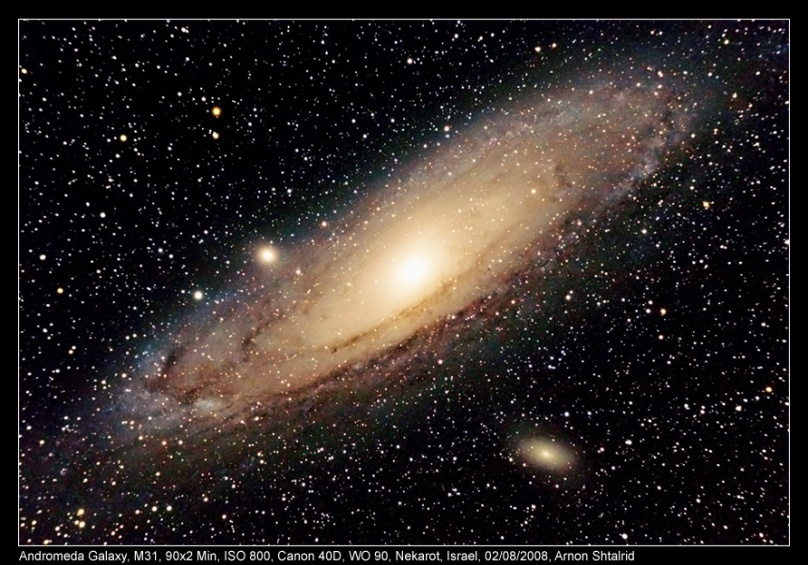 Andromeda Galaxy, M31, 90x2 Min, ISO 800, Canon 40D, WO 90, Nekarot, Israel, 02/08/2008, Arnon Shtalrid